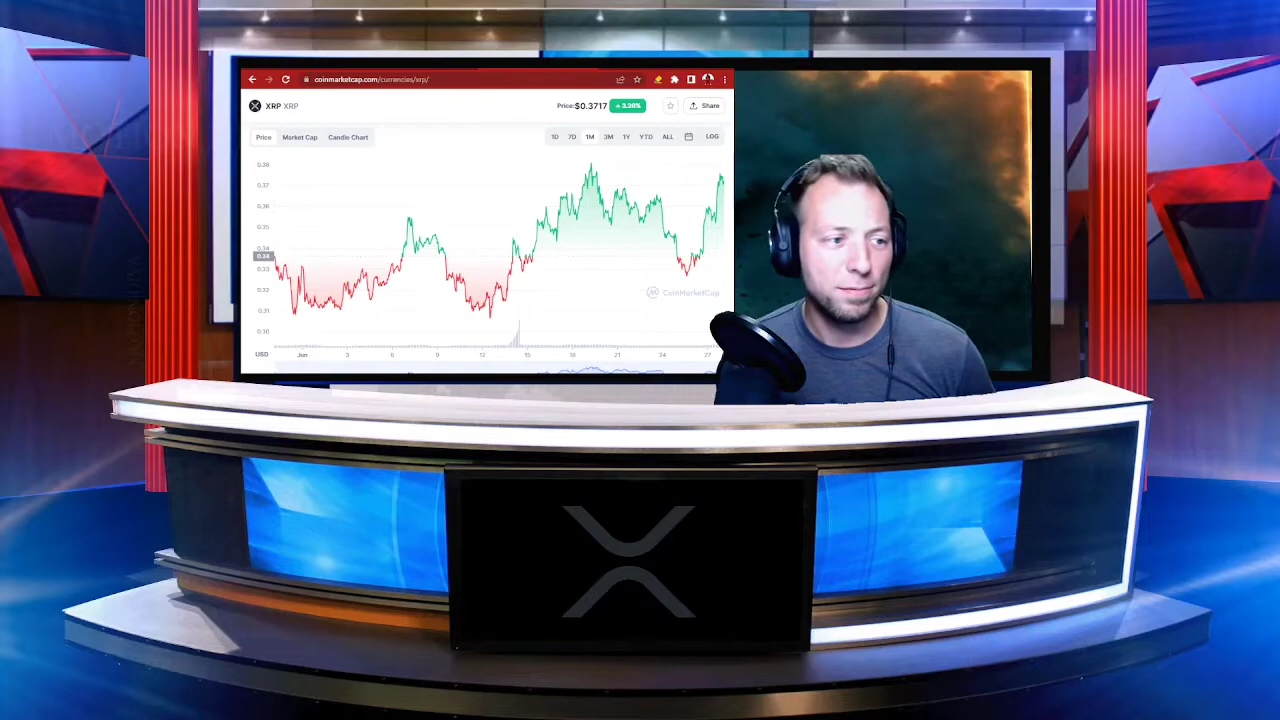 coinmarketcap.com/currencies/xrp/
XRP XRP
Price: $0.3717 3.26% Share
Price Market Cap Candle Chart
1D 7D 1M 3M 1Y YTD ALL LOG
0.38
0.37
0.36
0.35
0.34
0.34
0.33
0.32
0.31
0.30
CoinMarketCap
USD Jun 3 6 9 12 15 18 21 24 27